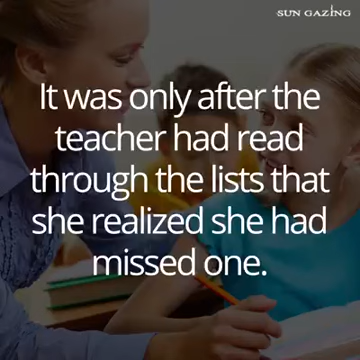 SUN GAZING
It was only after the
teacher had read
through the lists that
she realized she had
missed one.